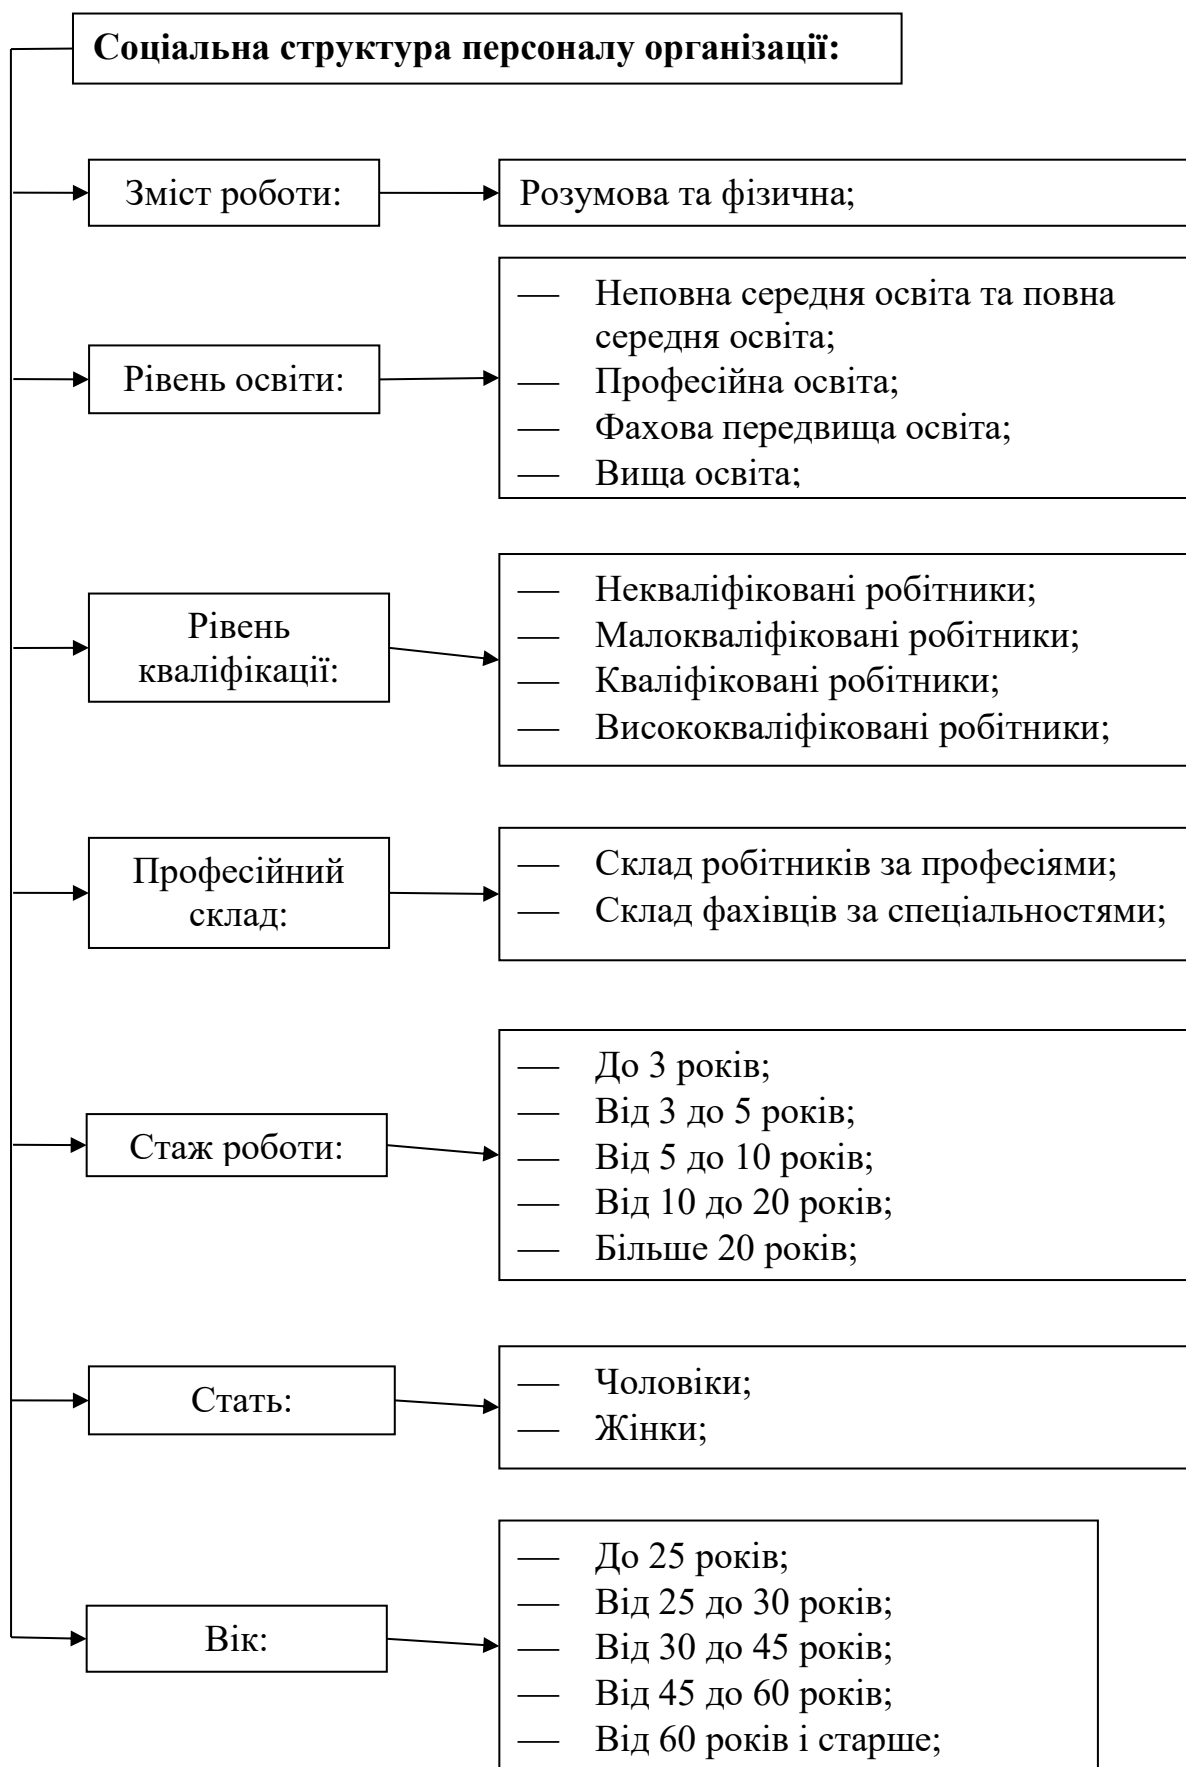 Соціальна структура персоналу організації:
Зміст роботи:
Розумова та фізична;
Рівень освіти:
— Неповна середня освіта та повна
середня освіта;
— Професійна освіта;
— Фахова передвища освіта;
— Вища освіта;
Рівень
кваліфікації:
— Некваліфіковані робітники;
— Малокваліфіковані робітники;
— Кваліфіковані робітники;
— Висококваліфіковані робітники;
Професійний
склад:
— Склад робітників за професіями;
— Склад фахівців за спеціальностями;
Стаж роботи:
— До 3 років;
— Від 3 до 5 років;
— Від 5 до 10 років;
— Від 10 до 20 років;
— Більше 20 років;
Стать:
— Чоловіки;
— Жінки;
Вік:
— До 25 років;
— Від 25 до 30 років;
— Від 30 до 45 років;
— Від 45 до 60 років;
— Від 60 років і старше;